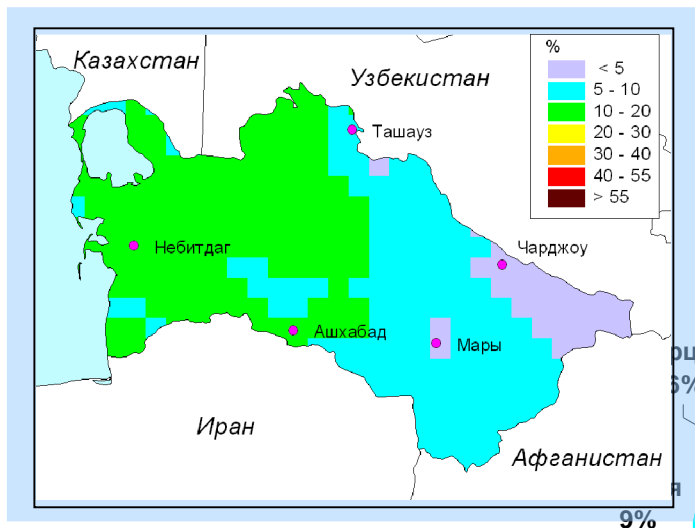 Казахстан
Узбекистан
%
< 5
5 - 10
10 - 20
20 - 30
30 - 40
40 - 55
> 55
Ташауз
Небитдаг
Чарджоу
Ашхабад
Мары
Иран
Афганистан
6%
я
9%